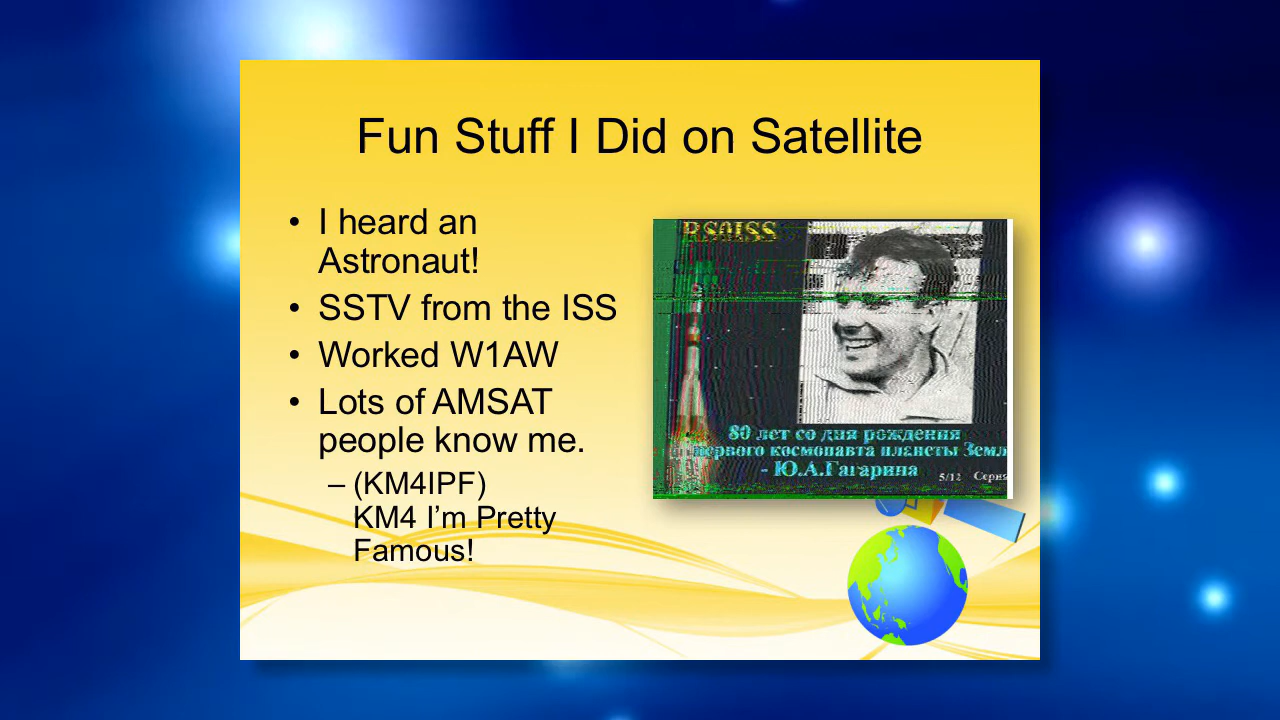 Fun Stuff I Did on Satellite
• I heard an
Astronaut!
• SSTV from the ISS
• Worked W1AW
• Lots of AMSAT
people know me.
– (KM4IPF)
KM4 I'm Pretty
Famous!
RS0ISS
80 лет со дня рождения
первого космонавта планеты Земл
- Ю.А.Гагарина
5/12 Серия